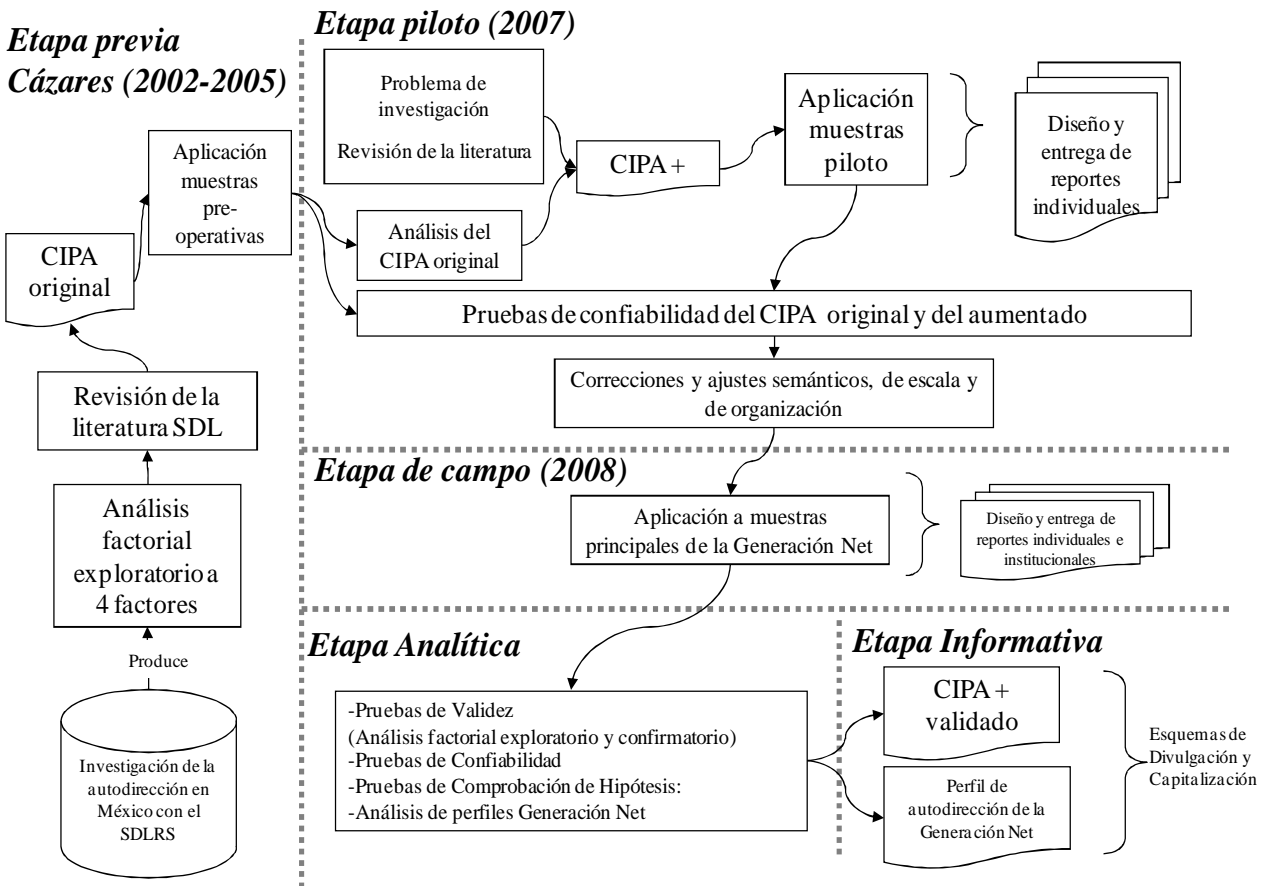 Etapa previa
Cázares (2002-2005)
Aplicación
muestras
pre-
operativas
CIPA
original
Revisión de la
literatura SDL
Análisis
factorial
exploratorio a
4 factores
Produce
Investigación de la
autodirección en
México con el
SDLRS
Etapa piloto (2007)
Problema de
investigación
Revisión de la literatura
CIPA +
Análisis del
CIPA original
Aplicación
muestras
piloto
Diseño y
entrega de
reportes
individuales
Pruebas de confiabilidad del CIPA original y del aumentado
Correcciones y ajustes semánticos, de escala y
de organización
Etapa de campo (2008)
Aplicación a muestras
principales de la Generación Net
Diseño y entrega de
reportes individuales e
institucionales
Etapa Analítica
-Pruebas de Validez
(Análisis factorial exploratorio y confirmatorio)
-Pruebas de Confiabilidad
-Pruebas de Comprobación de Hipótesis:
-Análisis de perfiles Generación Net
Etapa Informativa
CIPA +
validado
Perfil de
autodirección de la
Generación Net
Esquemas de
Divulgación y
Capitalización